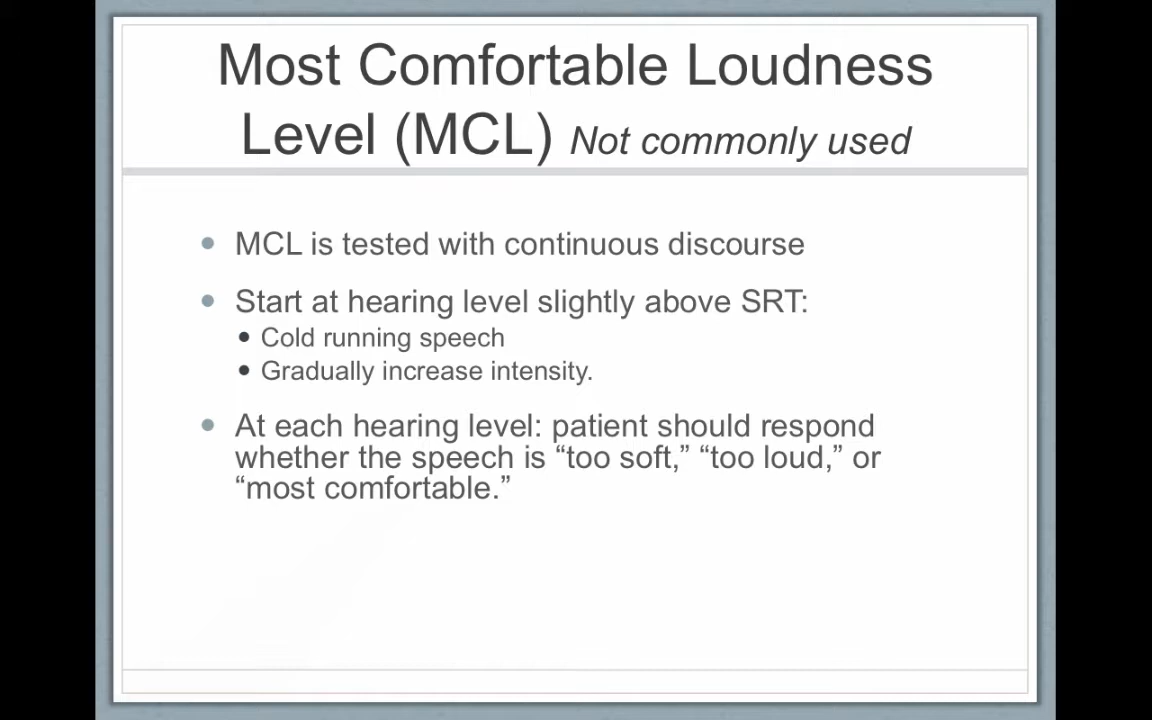 Most Comfortable Loudness
Level (MCL) Not commonly used
• MCL is tested with continuous discourse
• Start at hearing level slightly above SRT:
• Cold running speech
• Gradually increase intensity.
• At each hearing level: patient should respond
whether the speech is “too soft,” “too loud,” or
“most comfortable.”